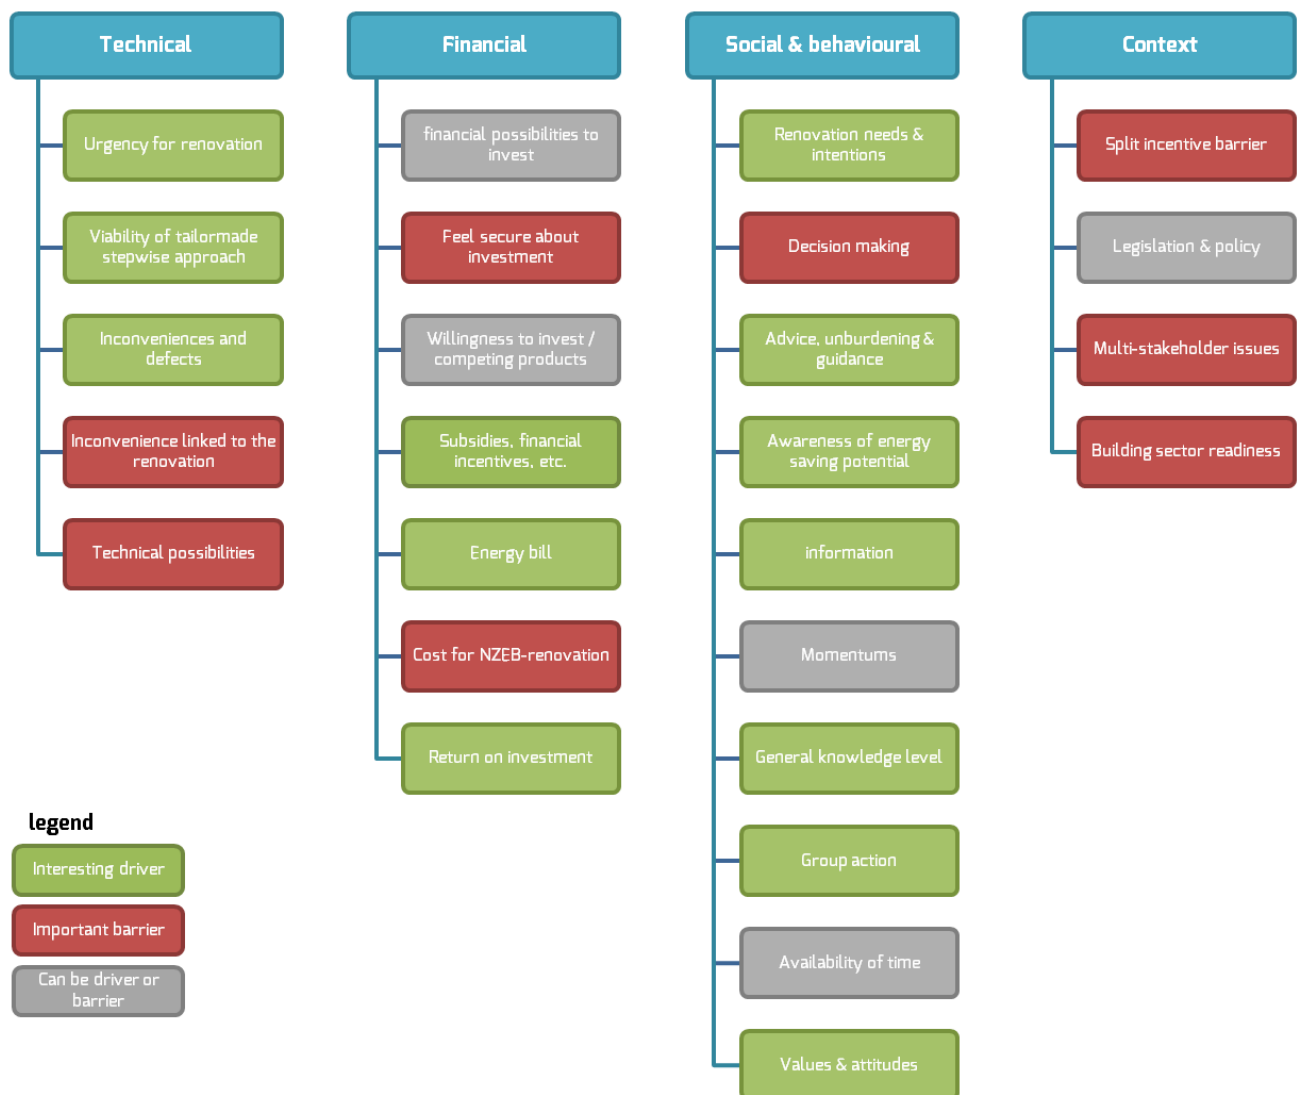 Technical
Urgency for renovation
Viability of tailormade
stepwise approach
Inconveniences and
defects
Inconvenience linked to the
renovation
Technical possibilities
Financial
financial possibilities to
invest
Feel secure about
investment
Willingness to invest /
competing products
Subsidies, financial
incentives, etc.
Energy bill
Cost for NZEB-renovation
Return on investment
Social & behavioural
Renovation needs &
intentions
Decision making
Advice, unburdening &
guidance
Awareness of energy
saving potential
information
Momentums
General knowledge level
Group action
Availability of time
Values & attitudes
Context
Split incentive barrier
Legislation & policy
Multi-stakeholder issues
Building sector readiness
legend
Interesting driver
Important barrier
Can be driver or
barrier